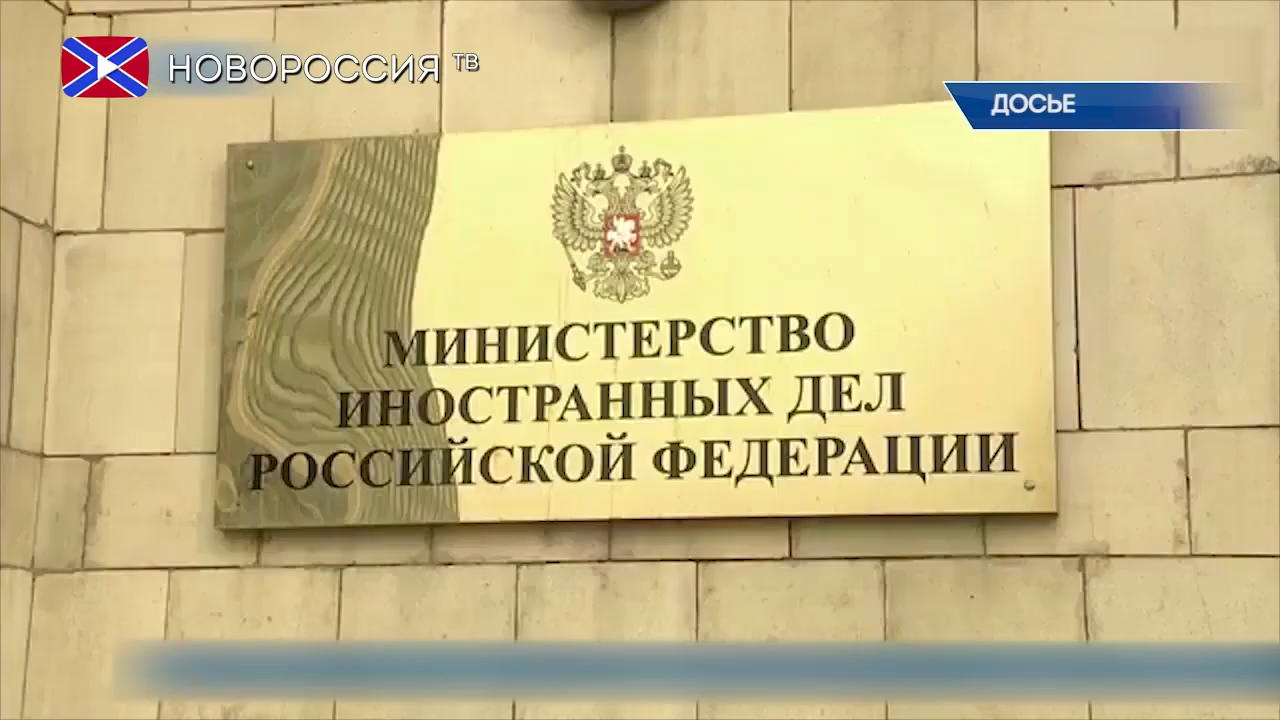 НОВОРОССИЯ ТВ
ДОСЬЕ
МИНИСТЕРСТВО
ИНОСТРАННЫХ ДЕЛ
РОССИЙСКОЙ ФЕДЕРАЦИИ